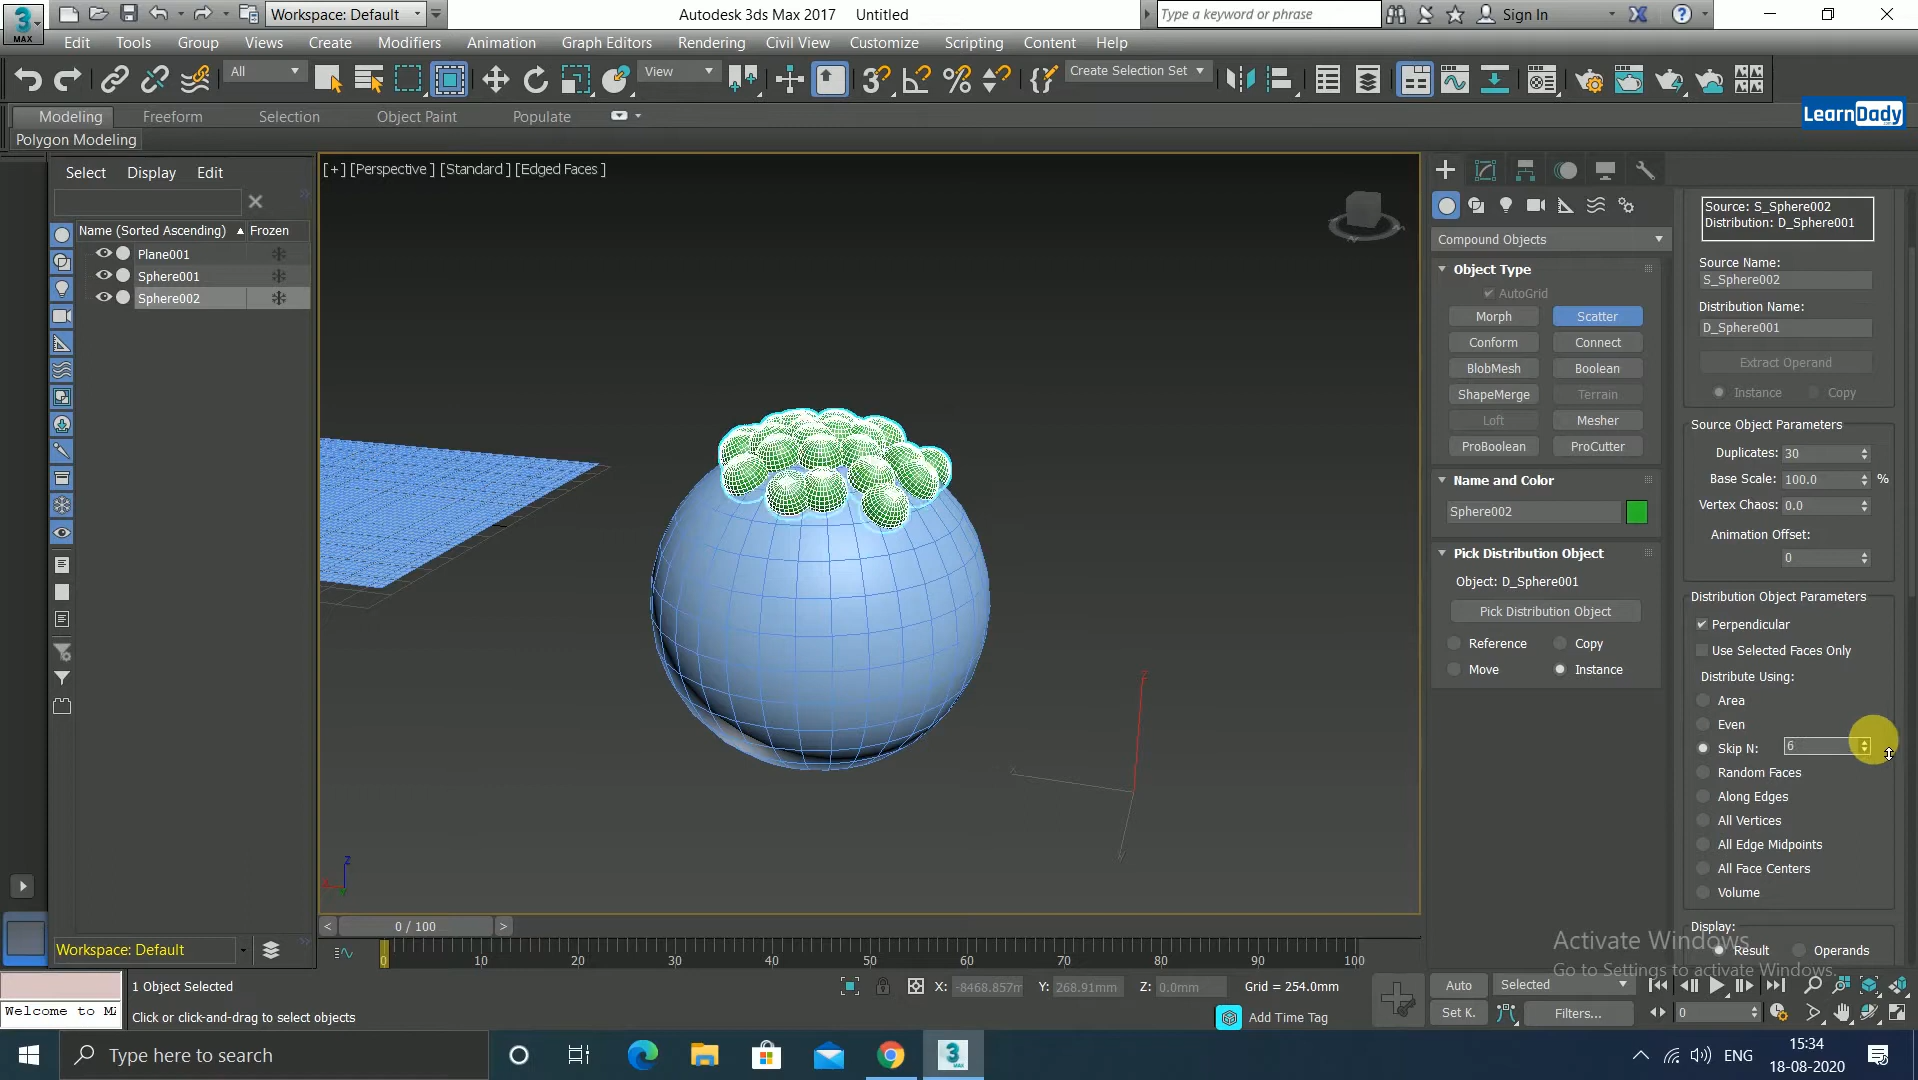 3
MAX
Workspace: Default
Autodesk 3ds Max 2017 Untitled
Type a keyword or phrase
Sign In
Edit Tools Group Views Create Modifiers Animation Graph Editors Rendering Civil View Customize Scripting Content Help
All
View
Create Selection Set
Modeling Freeform Selection Object Paint Populate
LearnDady
Polygon Modeling
Select Display Edit
Name (Sorted Ascending) Frozen
Plane001
Sphere001
Sphere002
[+] [Perspective] [Standard] [Edged Faces]
Compound Objects
Object Type
AutoGrid
Morph Scatter
Conform Connect
BlobMesh Boolean
ShapeMerge Terrain
Loft Mesher
ProBoolean ProCutter
Name and Color
Sphere002
Pick Distribution Object
Object: D_Sphere001
Pick Distribution Object
Reference Copy
Move Instance
Source: S_Sphere002
Distribution: D_Sphere001
Source Name:
S_Sphere002
Distribution Name:
D_Sphere001
Extract Operand
Instance Copy
Source Object Parameters
Duplicates: 30
Base Scale: 100.0 %
Vertex Chaos: 0.0
Animation Offset:
0
Distribution Object Parameters
Perpendicular
Use Selected Faces Only
Distribute Using:
Area
Even
Skip N: 6
Random Faces
Along Edges
All Vertices
All Edge Midpoints
All Face Centers
Volume
Display:
Result Operands
Z
X
y
Z
0 / 100
0 10 20 30 40 50 60 70 80 90 100
Workspace: Default
Activate Windows
Go to Settings to activate Windows.
1 Object Selected
X: -8468.857m Y: 268.91mm Z: 0.0mm Grid = 254.0mm
Auto Selected
Welcome to MA
Click or click-and-drag to select objects
Add Time Tag
Set K. Filters... 0
Type here to search
ENG
15:34
18-08-2020